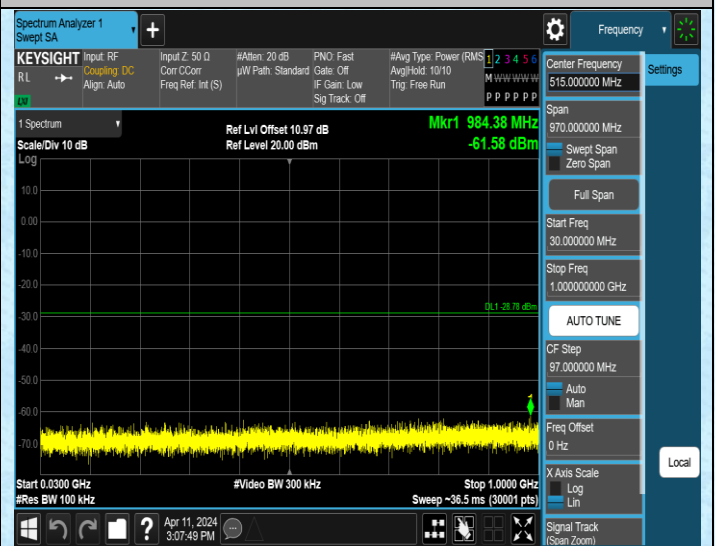 Spectrum Analyzer 1
Swept SA
+
Frequency
KEYSIGHT
RL
LXI
Input: RF
Coupling: DC
Align: Auto
Input Z: 50 Ω
Corr CCorr
Freq Ref: Int (S)
#Atten: 20 dB
µW Path: Standard
PNO: Fast
Gate: Off
IF Gain: Low
Sig Track: Off
#Avg Type: Power (RMS
Avg|Hold: 10/10
Trig: Free Run
1 2 3 4 5 6
M W W W W W
P P P P P P
1 Spectrum
Scale/Div 10 dB
Log
Ref Lvl Offset 10.97 dB
Ref Level 20.00 dBm
Mkr1 984.38 MHz
-61.58 dBm
10.0
0.00
-10.0
-20.0
-30.0
-40.0
-50.0
-60.0
-70.0
DL1 -28.78 dBm
1
Start 0.0300 GHz
#Res BW 100 kHz
#Video BW 300 kHz
Stop 1.0000 GHz
Sweep ~36.5 ms (30001 pts)
?
Apr 11, 2024
3:07:49 PM
Center Frequency
515.000000 MHz
Span
970.000000 MHz
Swept Span
Zero Span
Full Span
Start Freq
30.000000 MHz
Stop Freq
1.000000000 GHz
AUTO TUNE
CF Step
97.000000 MHz
Auto
Man
Freq Offset
0 Hz
X Axis Scale
Log
Lin
Signal Track
(Span Zoom)
Settings
Local